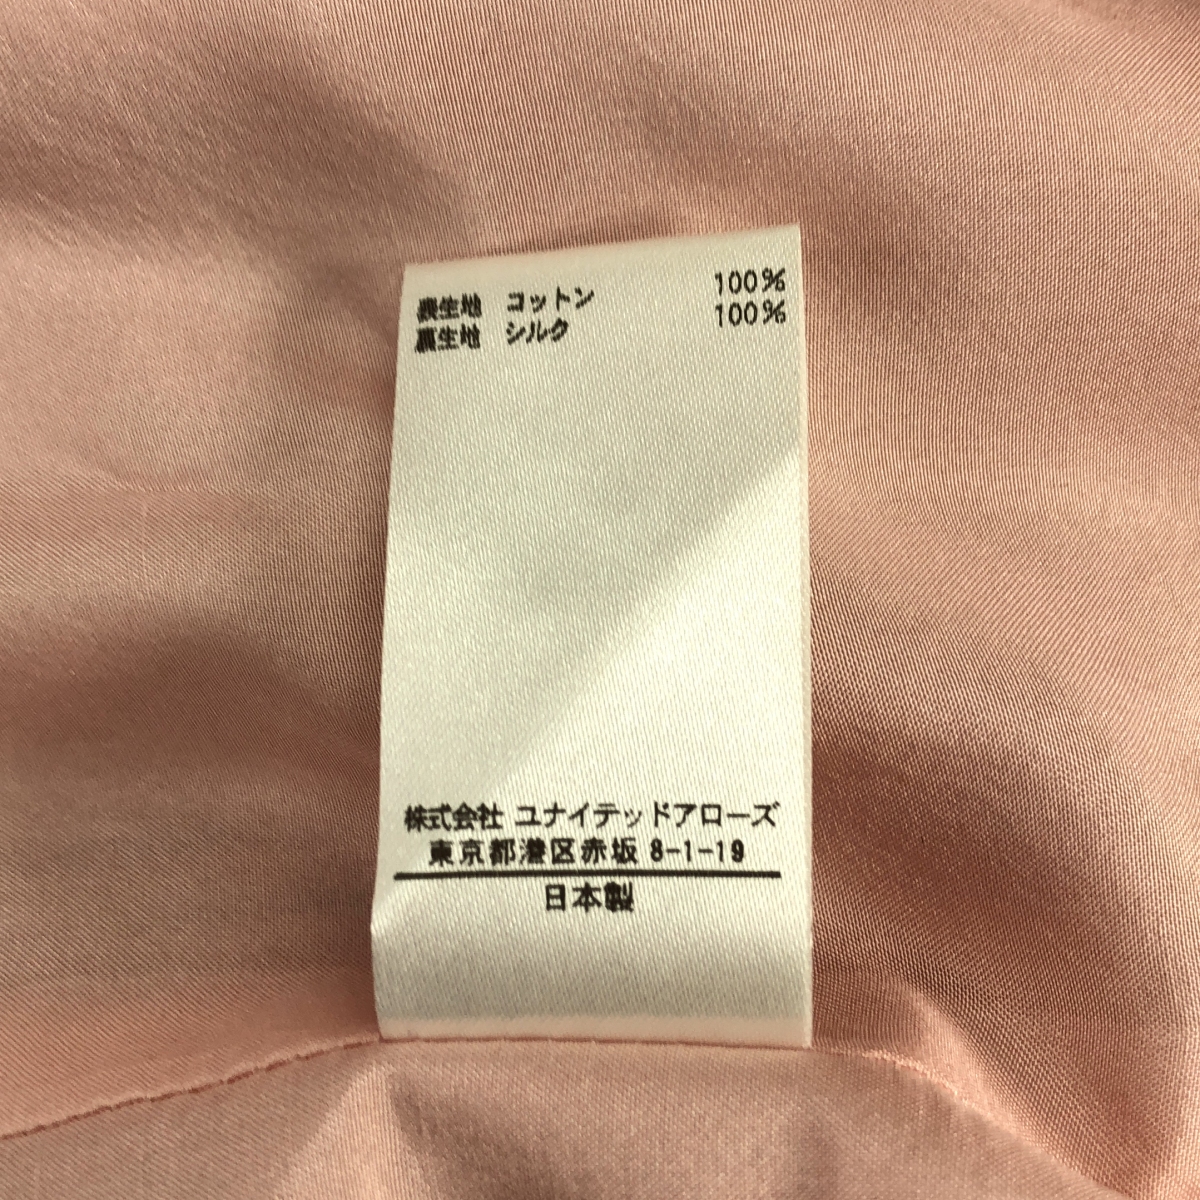 表生地 コットン 100%
裏生地 シルク 100%
株式会社 ユナイテッドアローズ
東京都港区赤坂 8-1-19
日本製